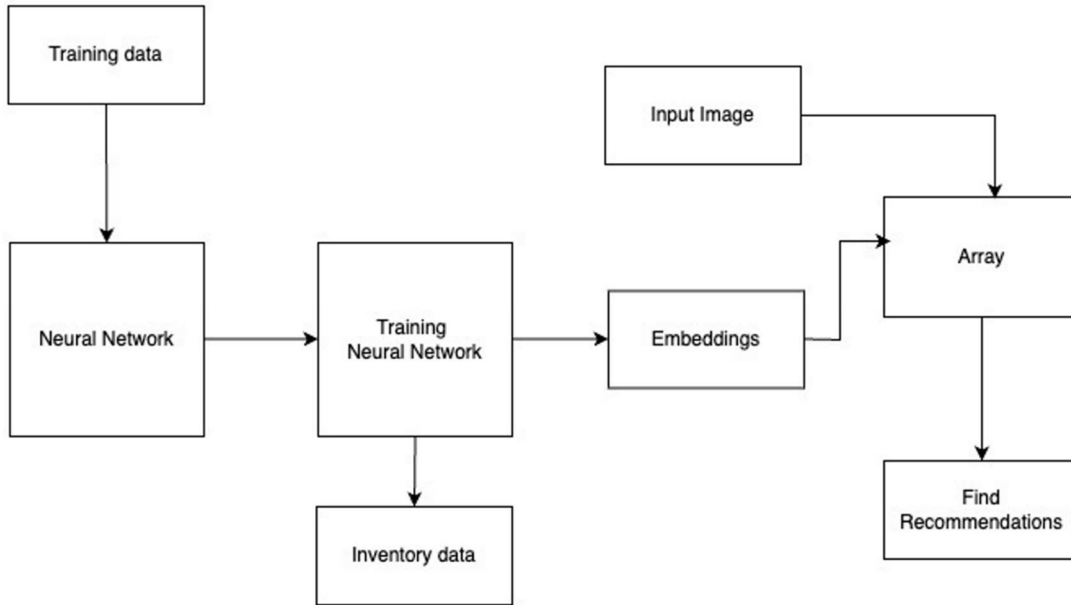 Training data
Input Image
Array
Neural Network
Training
Neural Network
Embeddings
Find
Recommendations
Inventory data